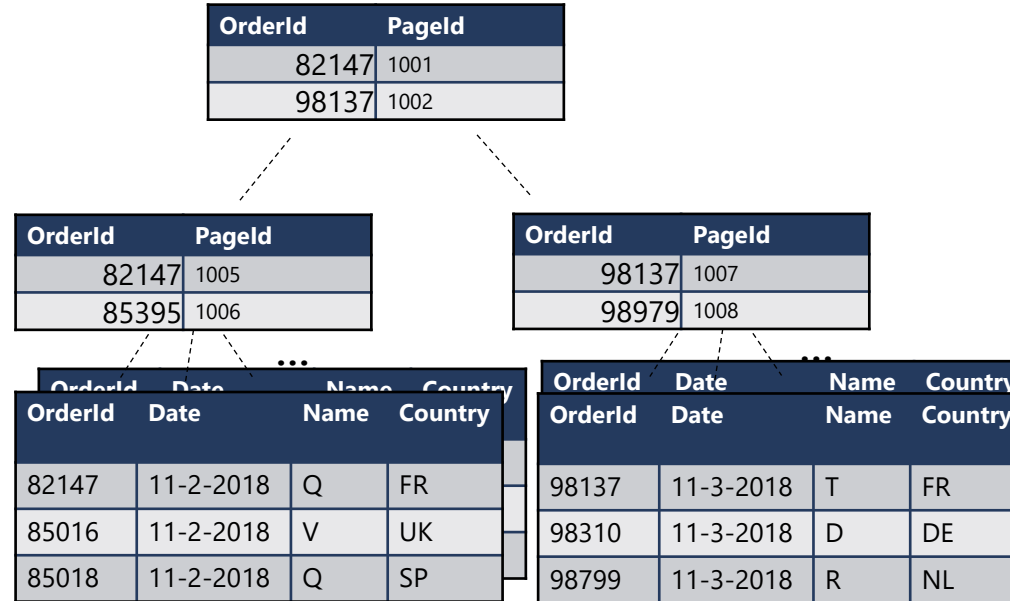 OrderId PageId
82147 1001
98137 1002
OrderId PageId
82147 1005
85395 1006
OrderId PageId
98137 1007
98979 1008
...
...
OrderId Date Name Country
OrderId Date Name Country
82147 11-2-2018 Q FR
85016 11-2-2018 V UK
85018 11-2-2018 Q SP
OrderId Date Name Country
OrderId Date Name Country
98137 11-3-2018 T FR
98310 11-3-2018 D DE
98799 11-3-2018 R NL